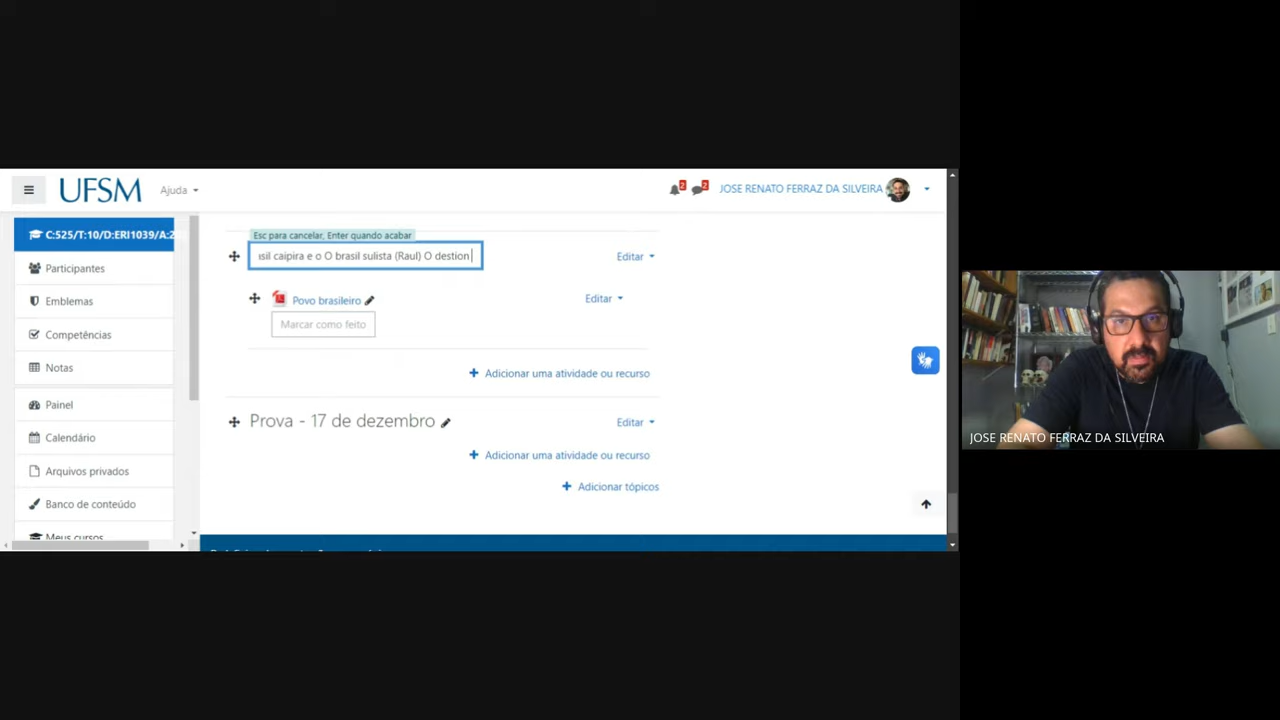 UFSM
Ajuda
JOSE RENATO FERRAZ DA SILVEIRA
2
2
C:525/T:10/D:ERI1039/A:2
Participantes
Emblemas
Competências
Notas
Painel
Calendário
Arquivos privados
Banco de conteúdo
Meus cursos
Esc para cancelar, Enter quando acabar
sil caipira e o O brasil sulista (Raul) O destion
Editar
Povo brasileiro
Editar
Marcar como feito
Adicionar uma atividade ou recurso
Prova - 17 de dezembro
Editar
Adicionar uma atividade ou recurso
Adicionar tópicos
JOSE RENATO FERRAZ DA SILVEIRA